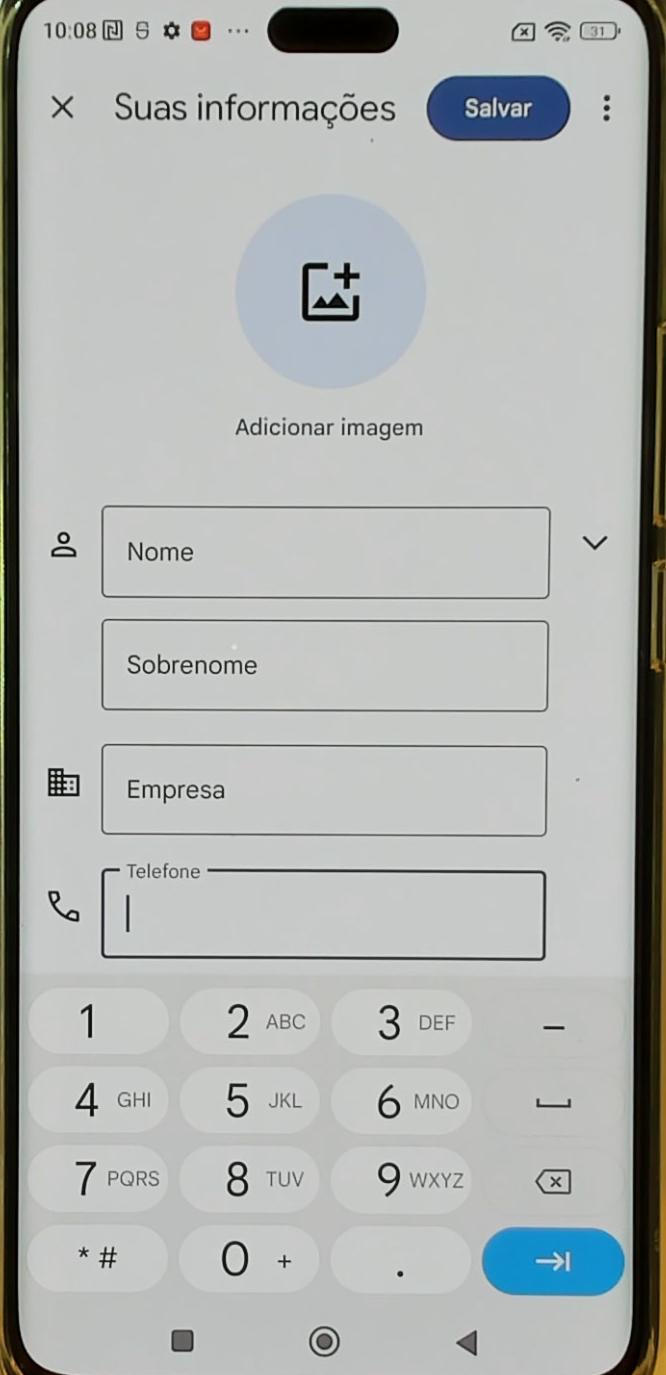 10:08 31
Suas informações Salvar
Adicionar imagem
Nome
Sobrenome
Empresa
Telefone
1 2 ABC 3 DEF –
4 GHI 5 JKL 6 MNO
7 PQRS 8 TUV 9 WXYZ
* # 0 + .